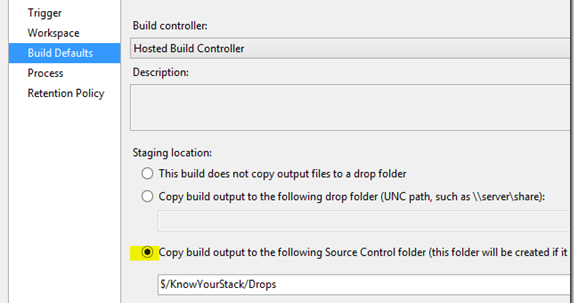 Trigger
Workspace
Build Defaults
Process
Retention Policy
Build controller:
Hosted Build Controller
Description:
Staging location:
This build does not copy output files to a drop folder
Copy build output to the following drop folder (UNC path, such as \\server\share):
Copy build output to the following Source Control folder (this folder will be created if it
$/KnowYourStack/Drops